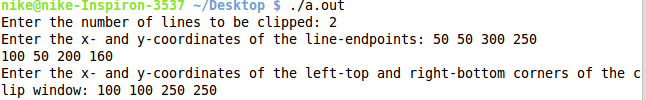 nike@nike-Inspiron-3537 ~/Desktop $ ./a.out
Enter the number of lines to be clipped: 2
Enter the x- and y-coordinates of the line-endpoints: 50 50 300 250
100 50 200 160
Enter the x- and y-coordinates of the left-top and right-bottom corners of the c
lip window: 100 100 250 250